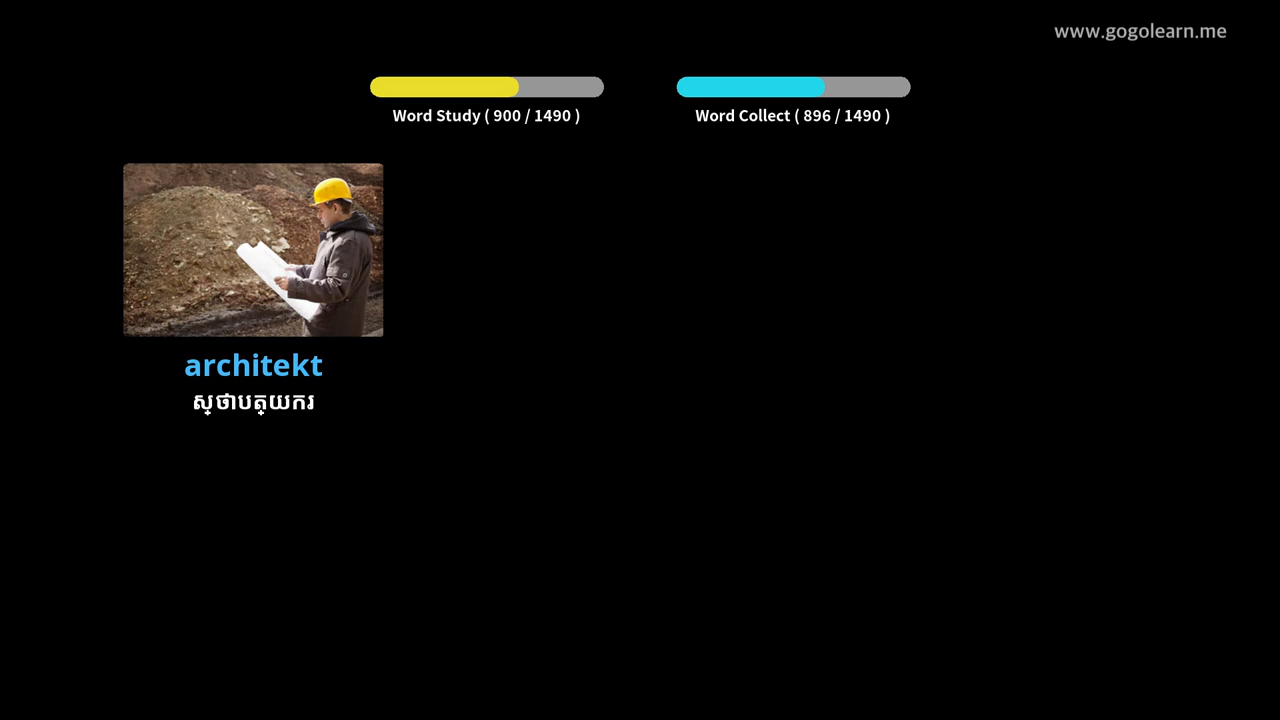 www.gogolearn.me
Word Study ( 900 / 1490 )
Word Collect ( 896 / 1490 )
architekt
ស្ថាបត្យករ